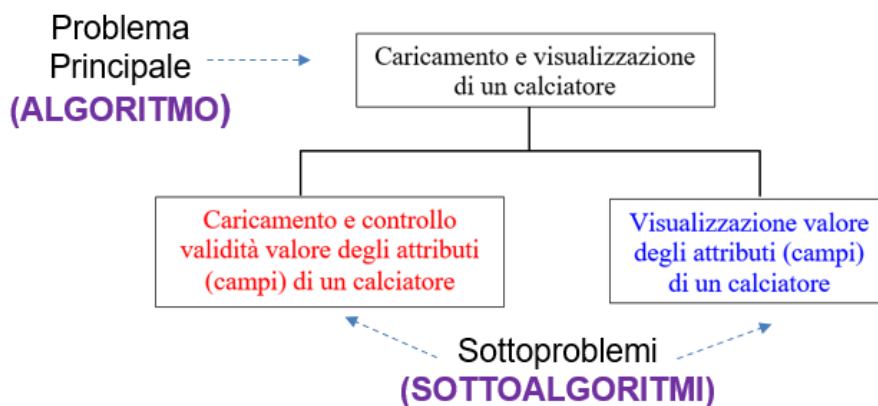 Problema
Principale
(ALGORITMO)
Caricamento e visualizzazione
di un calciatore
Caricamento e controllo
validità valore degli attributi
(campi) di un calciatore
Visualizzazione valore
degli attributi (campi)
di un calciatore
Sottoproblemi
(SOTTOALGORITMI)